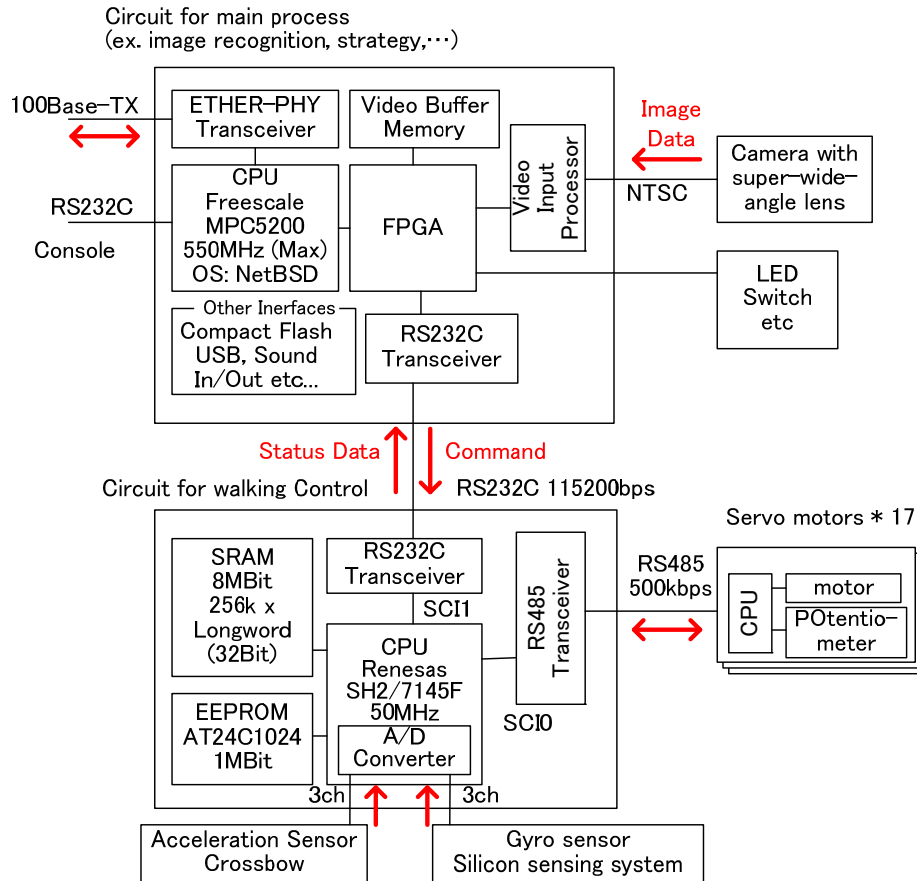 Circuit for main process
(ex. image recognition, strategy,···)
100Base-TX
ETHER-PHY
Transceiver
Video Buffer
Memory
Image
Data
Video
Input
Processor
Camera with
super-wide-
angle lens
NTSC
RS232C
Console
CPU
Freescale
MPC5200
550MHz (Max)
OS: NetBSD
FPGA
LED
Switch
etc
Other Inerfaces
Compact Flash
USB, Sound
In/Out etc...
RS232C
Transceiver
Status Data
Command
Circuit for walking Control
RS232C 115200bps
Servo motors * 17
SRAM
8MBit
256k x
Longword
(32Bit)
RS232C
Transceiver
SCI1
RS485
Transceiver
RS485
500kbps
CPU
motor
POtentio-
meter
CPU
Renesas
SH2/7145F
50MHz
SCI0
EEPROM
AT24C1024
1MBit
A/D
Converter
3ch
3ch
Acceleration Sensor
Crossbow
Gyro sensor
Silicon sensing system